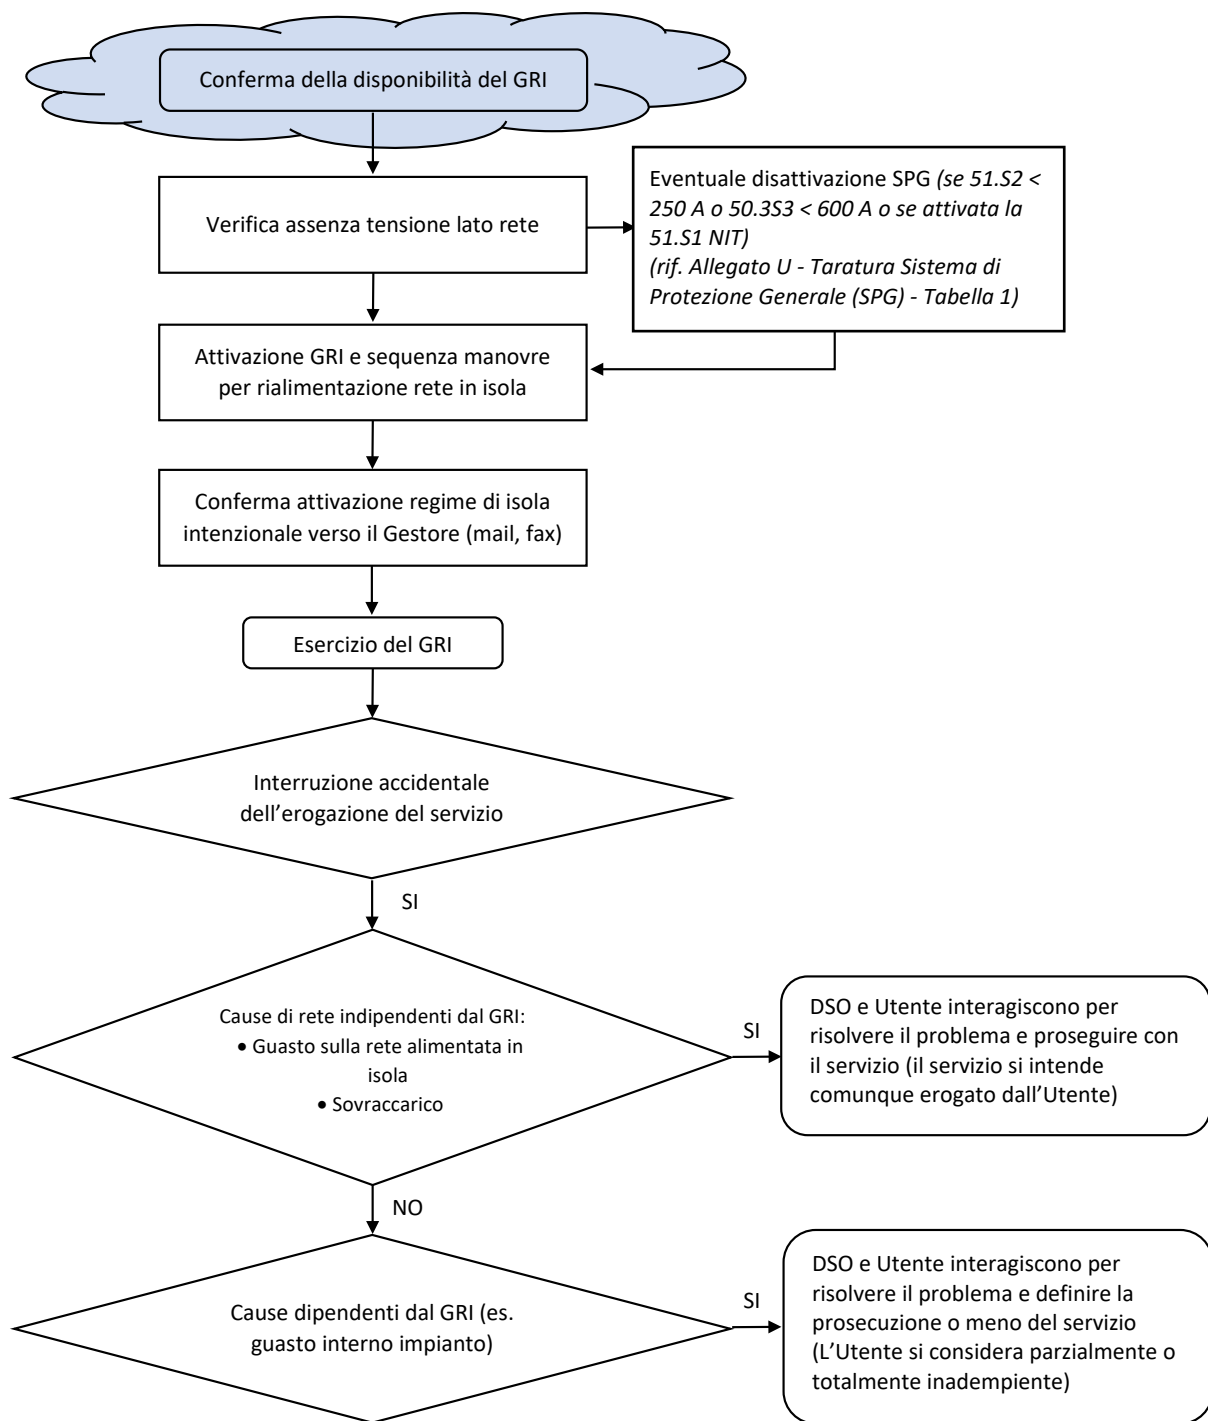 Conferma della disponibilità del GRI
Verifica assenza tensione lato rete
Eventuale disattivazione SPG (se 51.S2 <
250 A o 50.3S3 < 600 A o se attivata la
51.S1 NIT)
(rif. Allegato U - Taratura Sistema di
Protezione Generale (SPG) - Tabella 1)
Attivazione GRI e sequenza manovre
per rialimentazione rete in isola
Conferma attivazione regime di isola
intenzionale verso il Gestore (mail, fax)
Esercizio del GRI
Interruzione accidentale
dell’erogazione del servizio
SI
Cause di rete indipendenti dal GRI:
• Guasto sulla rete alimentata in
isola
• Sovraccarico
SI
DSO e Utente interagiscono per
risolvere il problema e proseguire con
il servizio (il servizio si intende
comunque erogato dall’Utente)
NO
Cause dipendenti dal GRI (es.
guasto interno impianto)
SI
DSO e Utente interagiscono per
risolvere il problema e definire la
prosecuzione o meno del servizio
(L’Utente si considera parzialmente o
totalmente inadempiente)